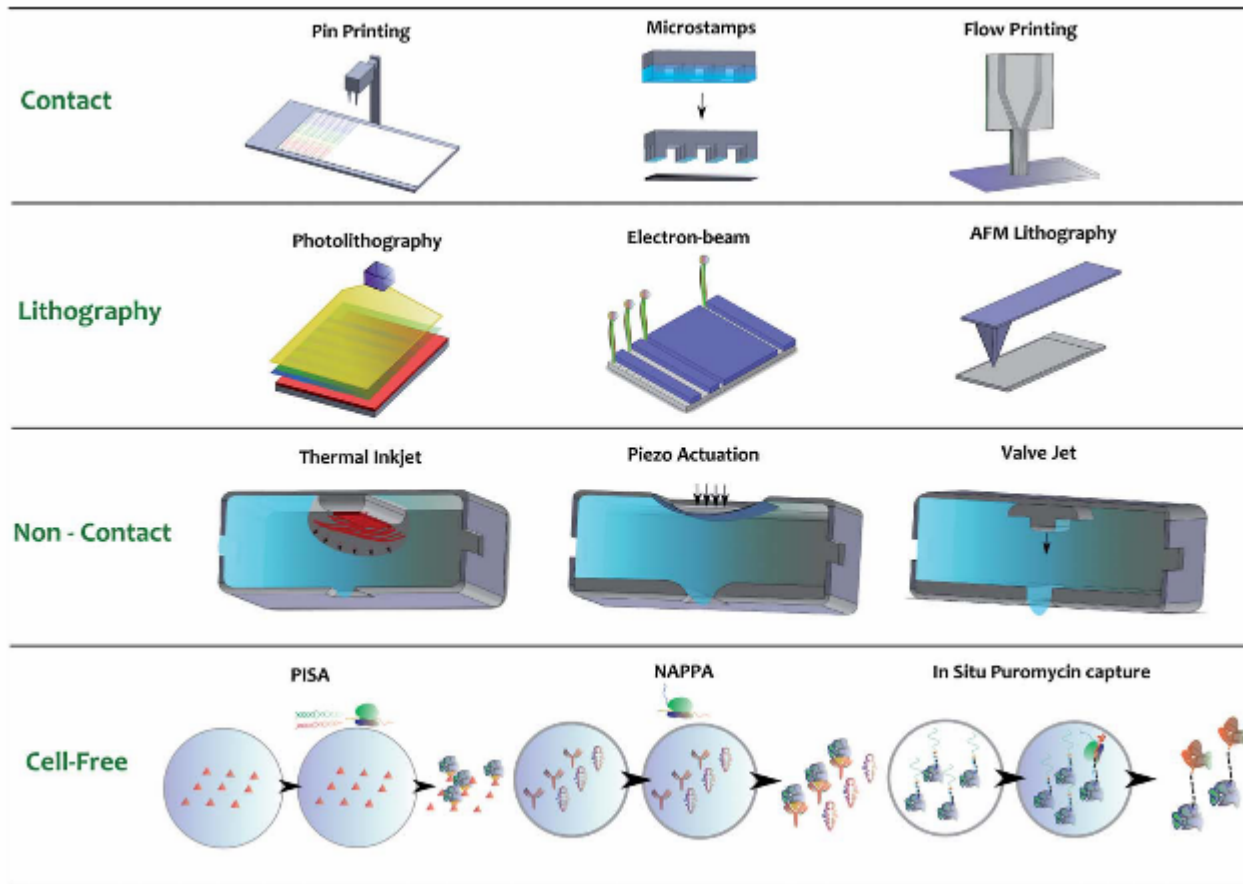 Pin Printing
Microstamps
Flow Printing
Contact
Photolithography
Electron-beam
AFM Lithography
Lithography
Thermal Inkjet
Piezo Actuation
Valve Jet
Non - Contact
PISA
NAPPA
In Situ Puromycin capture
Cell-Free